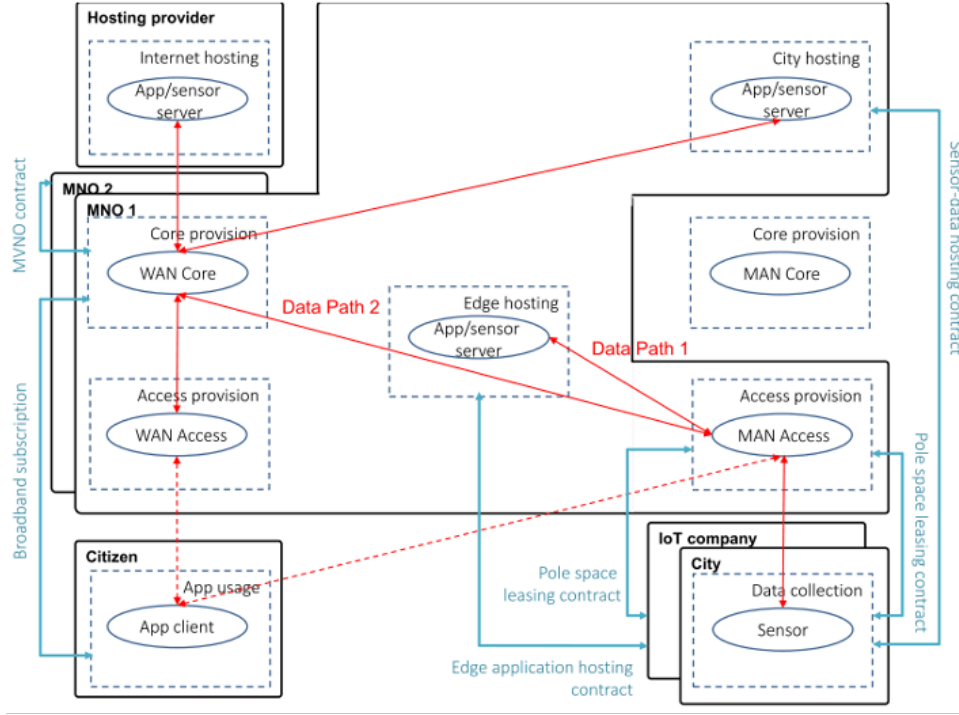 Hosting provider
Internet hosting
App/sensor
server
City hosting
App/sensor
server
MNO 2
MNO 1
Core provision
WAN Core
Core provision
MAN Core
Data Path 2
Edge hosting
App/sensor
server
Data Path 1
Access provision
WAN Access
Access provision
MAN Access
Citizen
App usage
App client
IoT company
City
Data collection
Sensor
MVNO contract
Broadband subscription
Sensor-data hosting contract
Pole space leasing contract
Pole space
leasing contract
Edge application hosting
contract